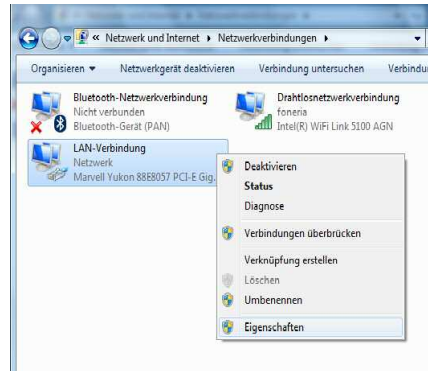 « Netzwerk und Internet ▸ Netzwerkverbindungen ▸
Organisieren ▾ Netzwerkgerät deaktivieren Verbindung untersuchen Verbindu
Bluetooth-Netzwerkverbindung
Nicht verbunden
Bluetooth-Gerät (PAN)
Drahtlosnetzwerkverbindung
foneria
Intel(R) WiFi Link 5100 AGN
LAN-Verbindung
Netzwerk
Marvell Yukon 88E8057 PCI-E Gig...
Deaktivieren
Status
Diagnose
Verbindungen überbrücken
Verknüpfung erstellen
Löschen
Umbenennen
Eigenschaften